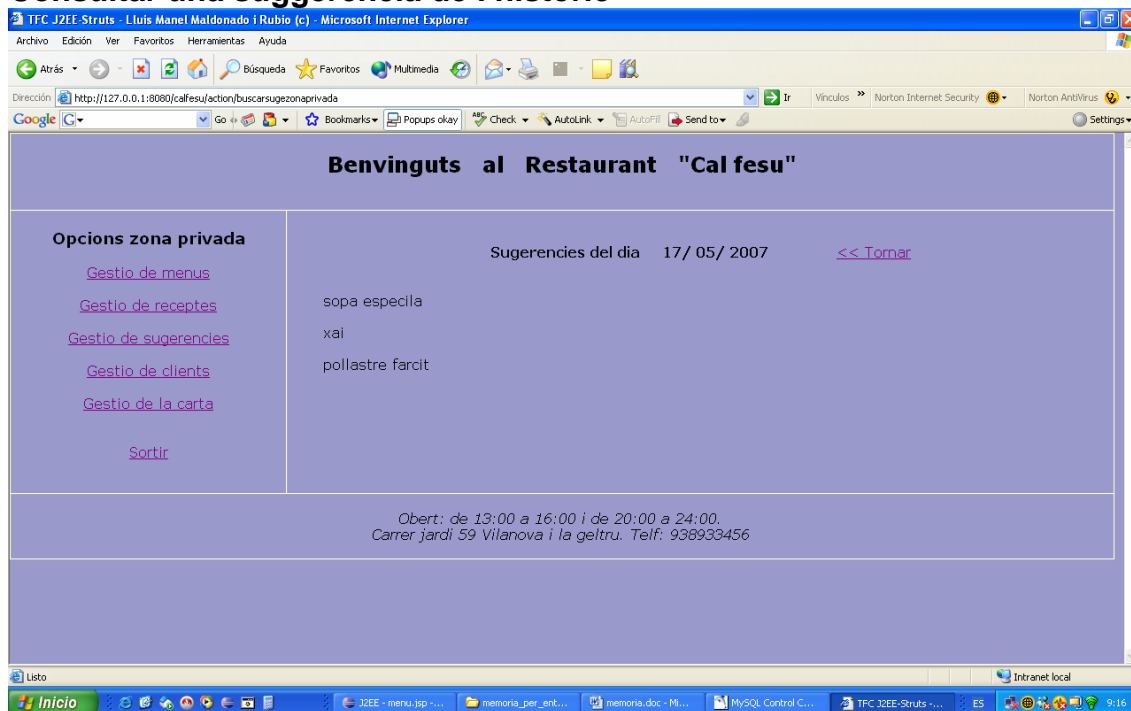 Consultar una suggerència de l'històric
TFC J2EE-Struts - Lluis Manel Maldonado i Rubio (c) - Microsoft Internet Explorer
Archivo Edición Ver Favoritos Herramientas Ayuda
Atrás Búsqueda Favoritos Multimedia
Dirección http://127.0.0.1:8080/calfesu/action/buscarsugezonaprivada Ir Vínculos » Norton Internet Security Norton AntiVirus
Google G Go Bookmarks Popups okay ABC Check AutoLink AutoFill Send to Settings
Benvinguts al Restaurant "Cal fesu"
Opcions zona privada
Gestio de menus
Gestio de receptes
Gestio de sugerencies
Gestio de clients
Gestio de la carta
Sortir
Sugerencies del dia 17/ 05/ 2007 << Tornar
sopa especila
xai
pollastre farcit
Obert: de 13:00 a 16:00 i de 20:00 a 24:00.
Carrer jardi 59 Vilanova i la geltru. Telf: 938933456
Listo Intranet local
Inicio J2EE - menu.jsp -... memoria_per_ent... memoria.doc - Mi... MySQL Control C... TFC J2EE-Struts -... ES 9:16